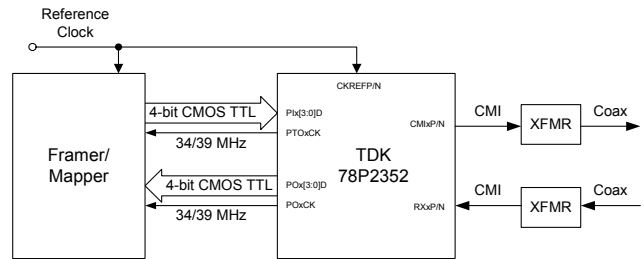 Reference
Clock
CKREFP/N
4-bit CMOS TTL
PIx[3:0]D
CMI
Coax
CMIxP/N
XFMR
PTOxCK
34/39 MHz
Framer/
Mapper
TDK
78P2352
4-bit CMOS TTL
POx[3:0]D
CMI
Coax
POxCK
RXxP/N
XFMR
34/39 MHz